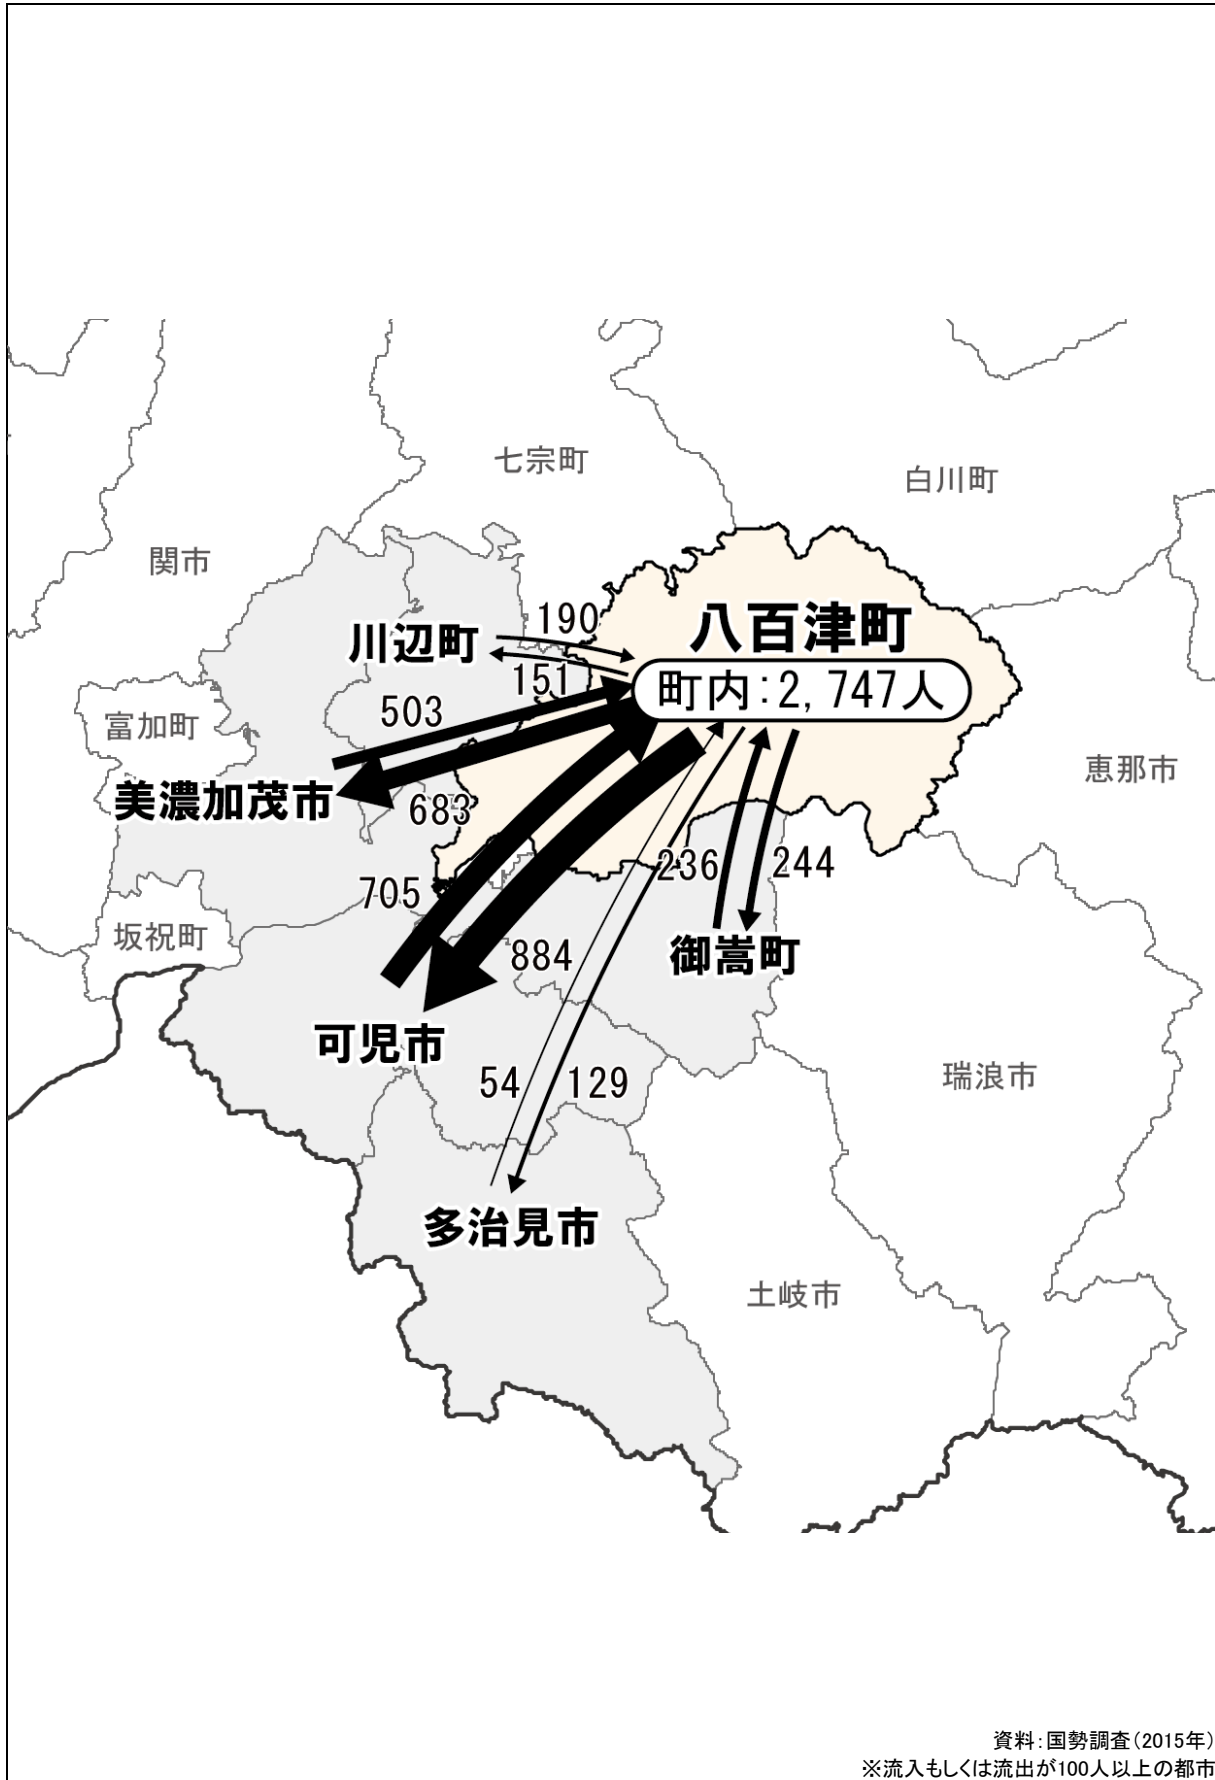 七宗町
白川町
関市
190
八百津町
川辺町
151
町内:2,747人
503
富加町
恵那市
美濃加茂市
683
236
244
705
坂祝町
884
御嵩町
可児市
54
129
瑞浪市
多治見市
土岐市
資料:国勢調査(2015年)
※流入もしくは流出が100人以上の都市